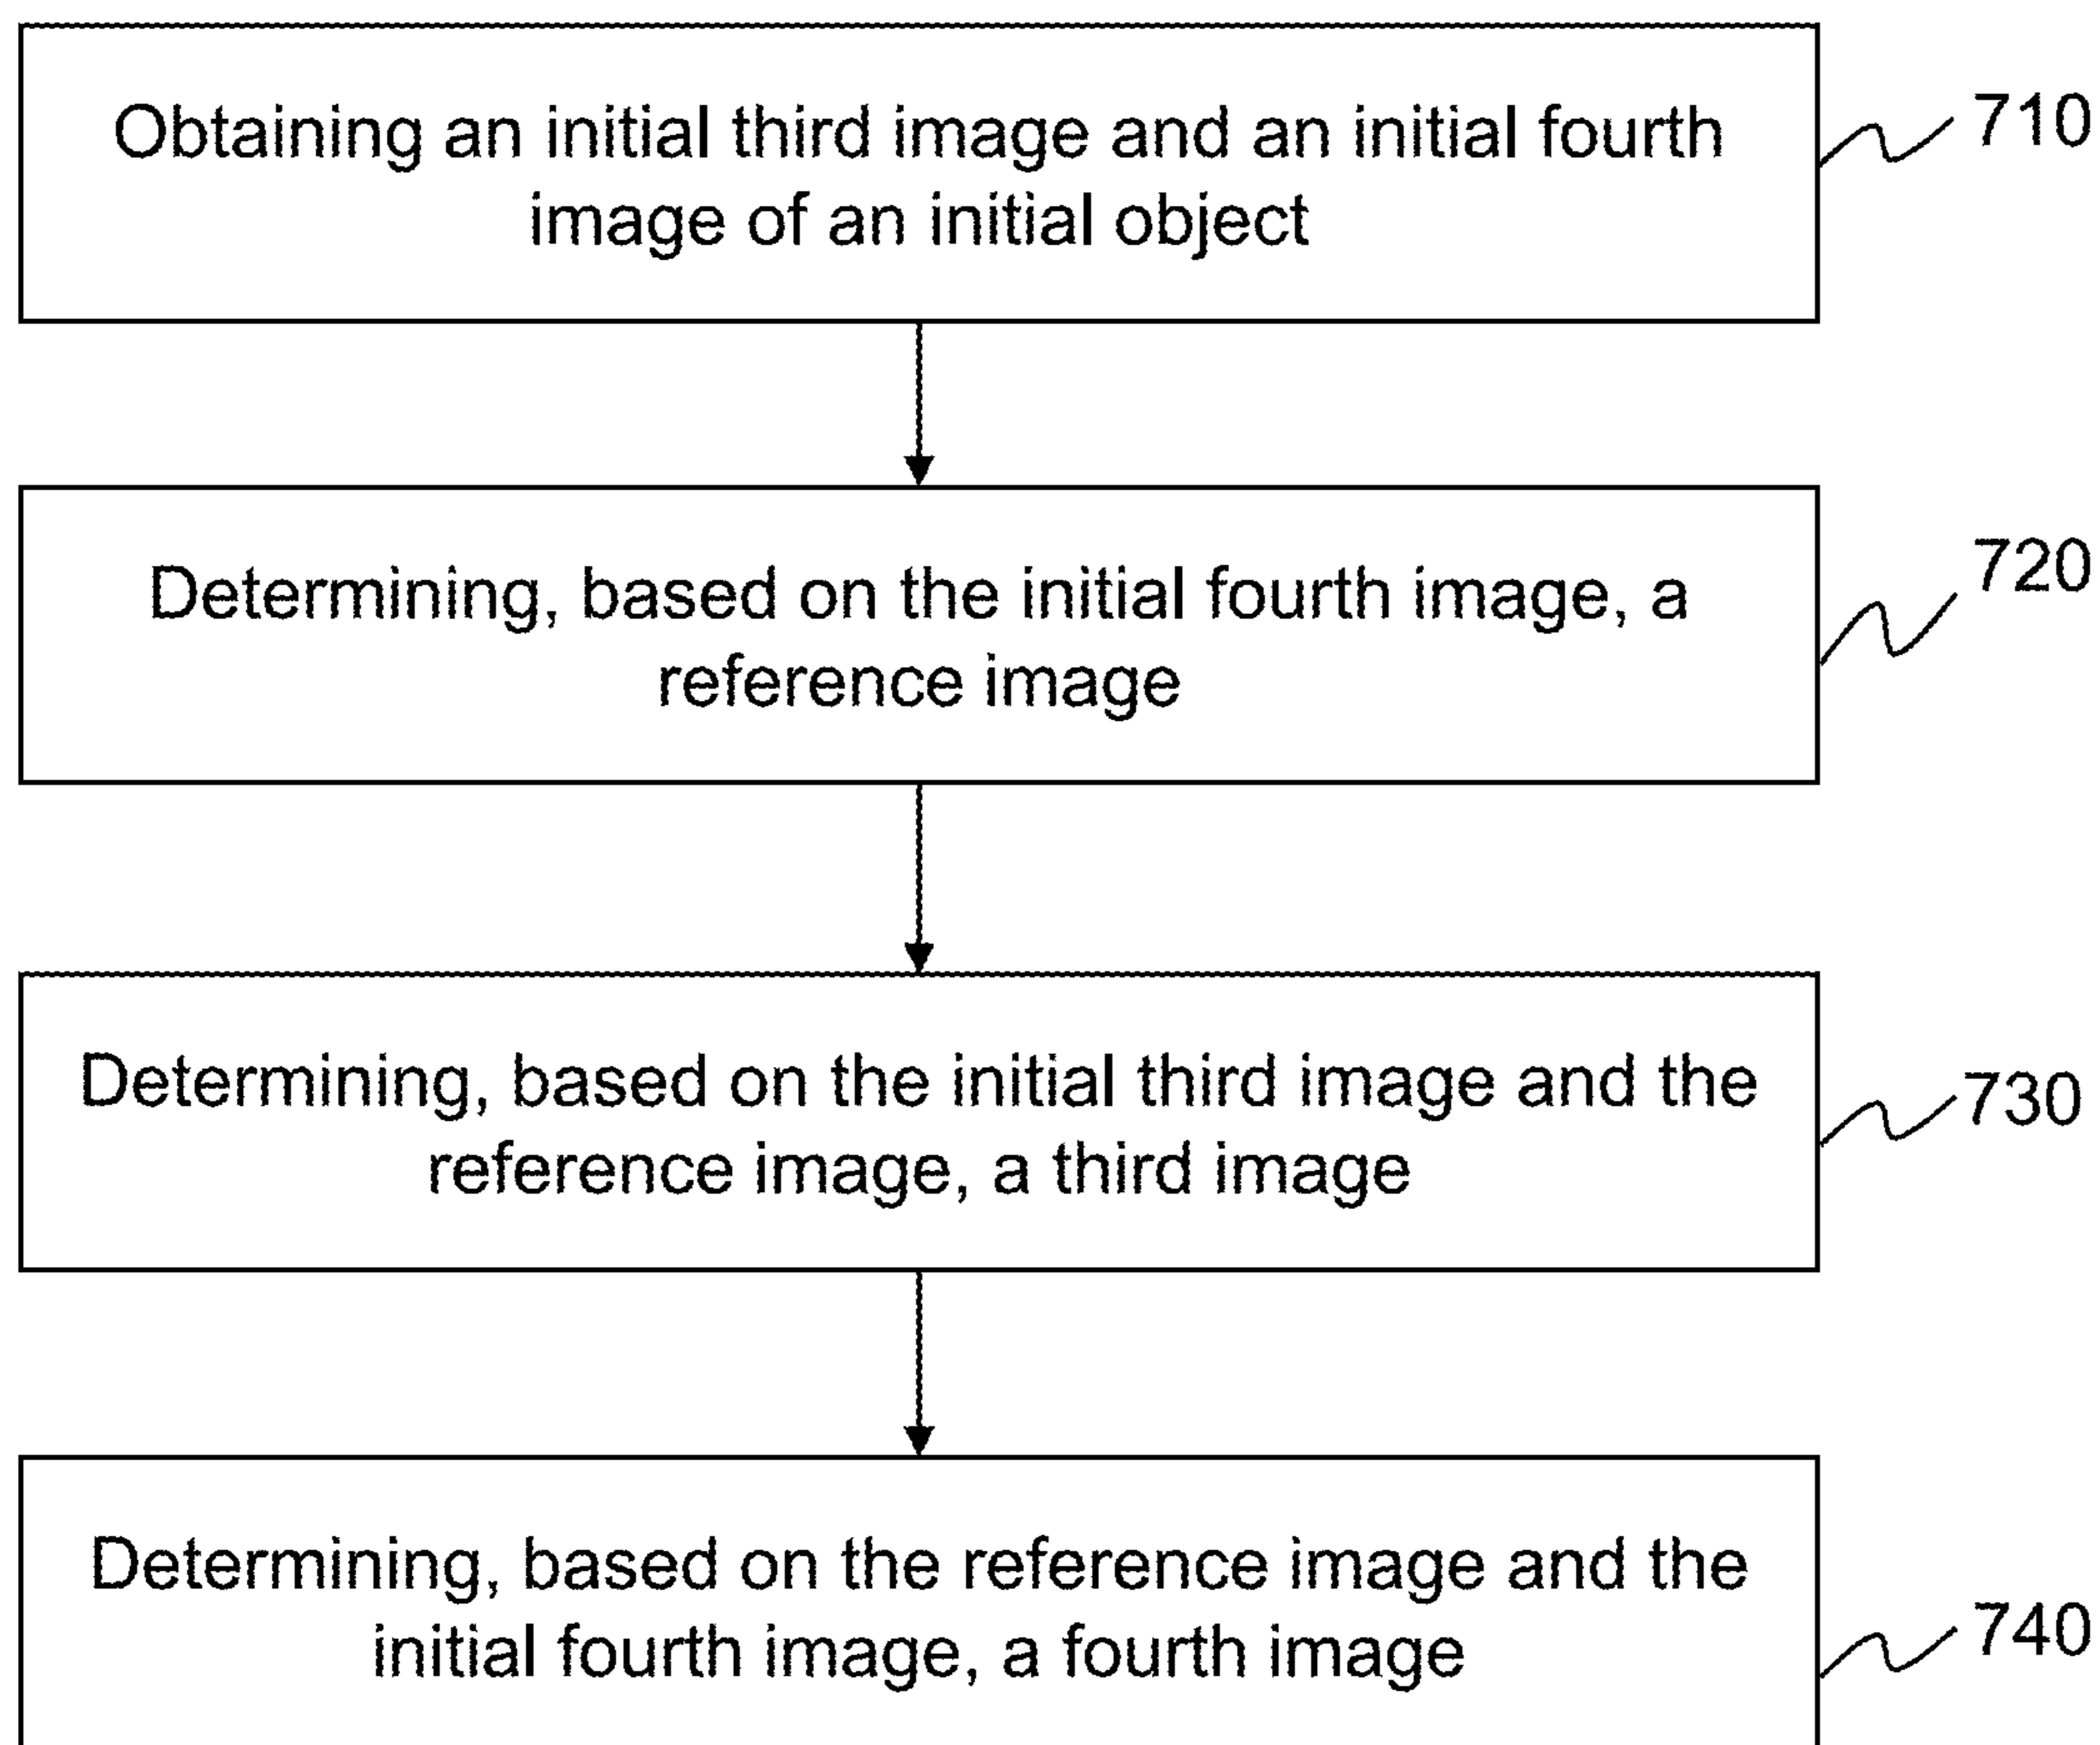 Obtaining an initial third image and an initial fourth
image of an initial object
710
Determining, based on the initial fourth image, a
reference image
720
Determining, based on the initial third image and the
reference image, a third image
730
Determining, based on the reference image and the
initial fourth image, a fourth image
740